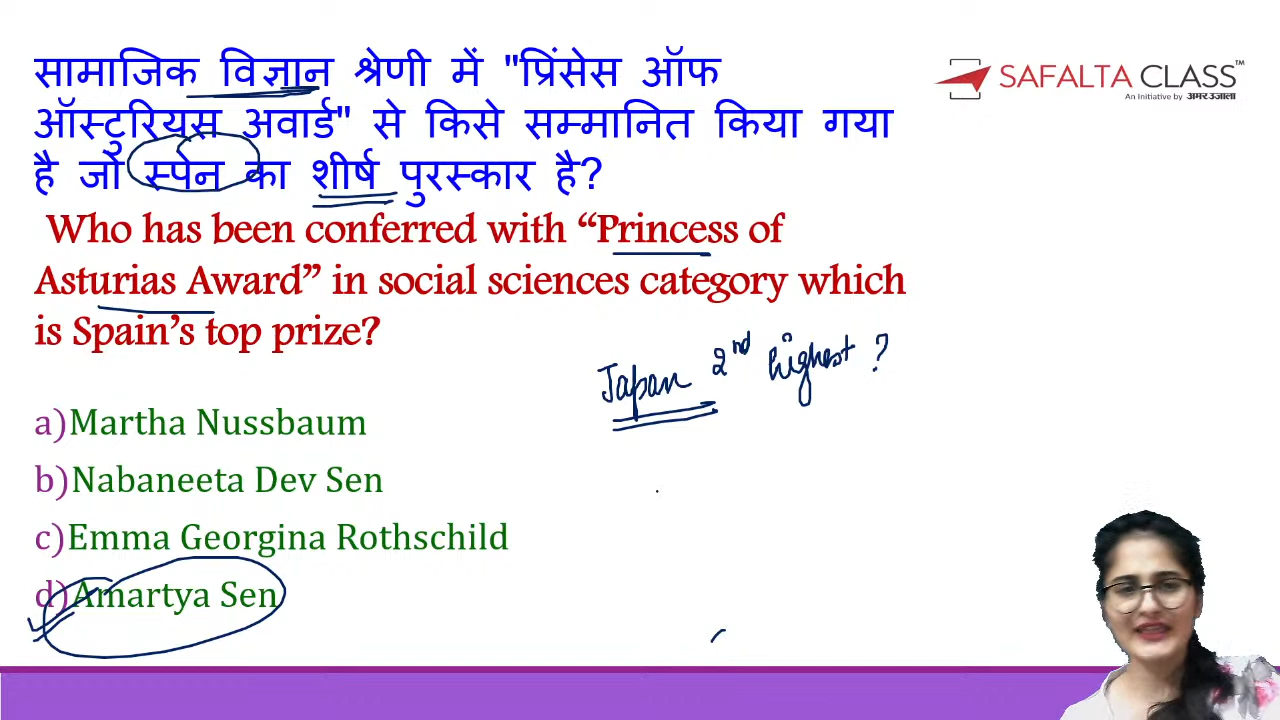 सामाजिक विज्ञान श्रेणी में "प्रिंसेस ऑफ
ऑस्टुरियस अवार्ड" से किसे सम्मानित किया गया
है जो स्पेन का शीर्ष पुरस्कार है?
Who has been conferred with “Princess of
Asturias Award” in social sciences category which
is Spain’s top prize?
a)Martha Nussbaum
b)Nabaneeta Dev Sen
c)Emma Georgina Rothschild
d)Amartya Sen
Japan 2nd highest ?
SAFALTA CLASS™
An Initiative by अमर उजाला